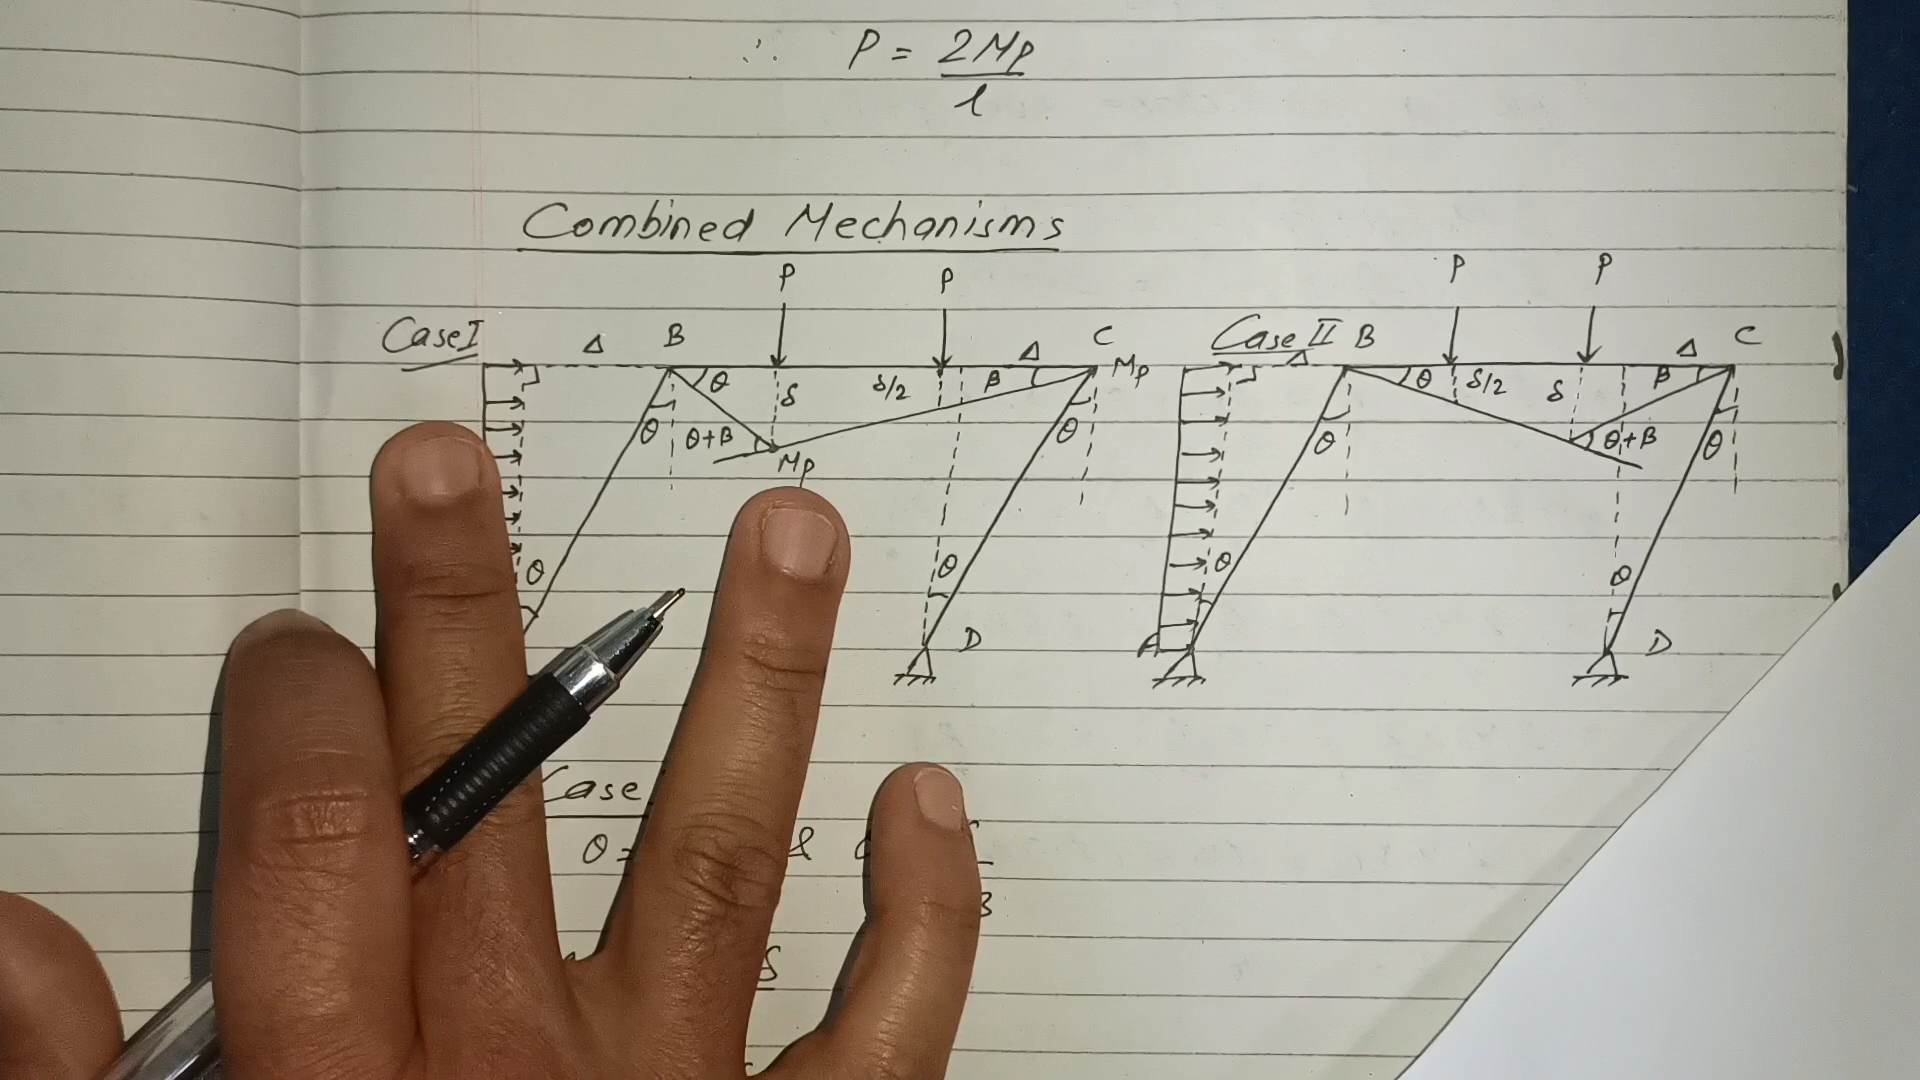 ∴ P = 2Mp / l
Combined Mechanisms
P P P P
Case I Δ B Δ C Mp Case II Δ B Δ C
θ δ δ/2 β θ δ/2 δ β
θ θ+β θ θ θ+β θ
Mp
θ θ θ θ
D A D
Case
θ = &